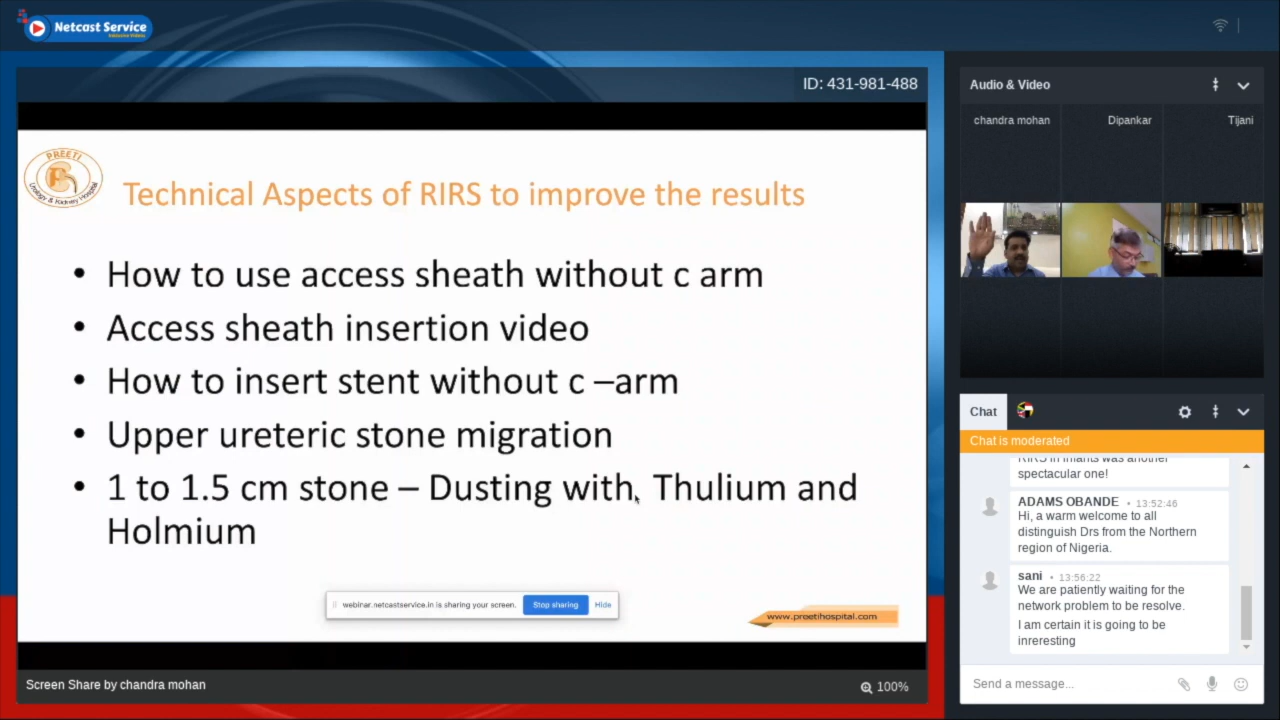 Netcast Service
ID: 431-981-488
PREETI
Urology & Kidney Hospital
Technical Aspects of RIRS to improve the results
• How to use access sheath without c arm
• Access sheath insertion video
• How to insert stent without c –arm
• Upper ureteric stone migration
• 1 to 1.5 cm stone – Dusting with, Thulium and
Holmium
webinar.netcastservice.in is sharing your screen.
Stop sharing
Hide
www.preetihospital.com
Screen Share by chandra mohan
100%
Audio & Video
chandra mohan
Dipankar
Tijani
Chat
Chat is moderated
RIRS in infants was another
spectacular one!
ADAMS OBANDE • 13:52:46
Hi, a warm welcome to all
distinguish Drs from the Northern
region of Nigeria.
sani • 13:56:22
We are patiently waiting for the
network problem to be resolve.
I am certain it is going to be
inreresting
Send a message...